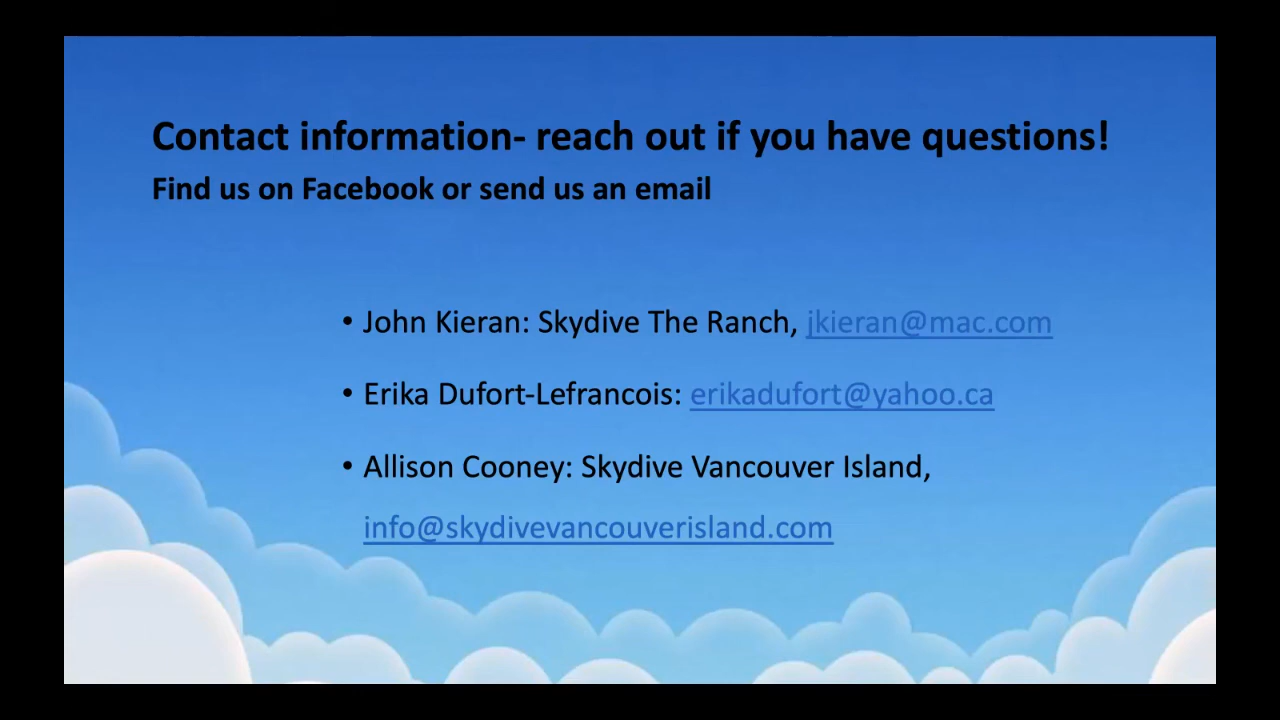 Contact information- reach out if you have questions!
Find us on Facebook or send us an email
• John Kieran: Skydive The Ranch, jkieran@mac.com
• Erika Dufort-Lefrancois: erikadufort@yahoo.ca
• Allison Cooney: Skydive Vancouver Island,
info@skydivevancouverisland.com